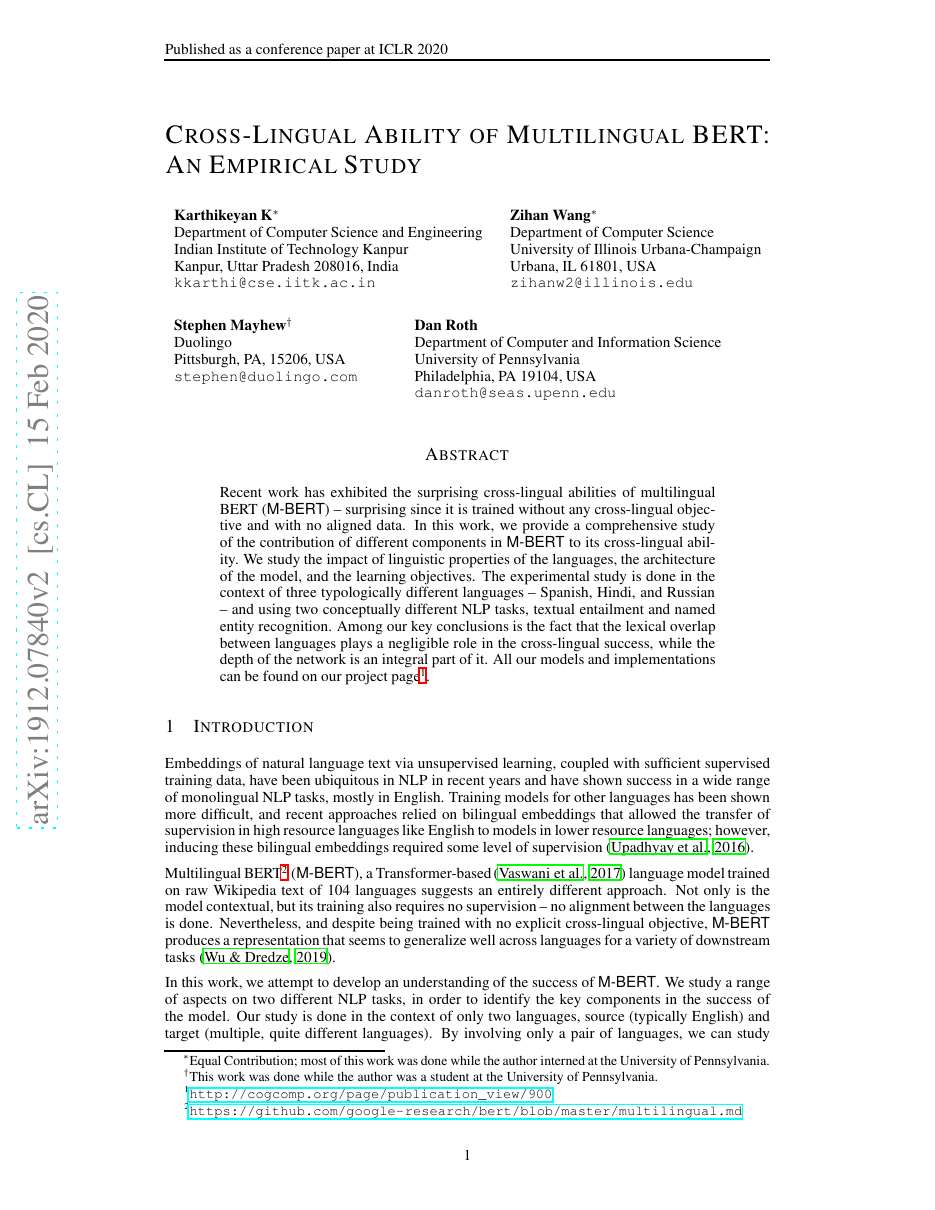 Published as a conference paper at ICLR 2020
CROSS-LINGUAL ABILITY OF MULTILINGUAL BERT:
AN EMPIRICAL STUDY
Karthikeyan K*
Department of Computer Science and Engineering
Indian Institute of Technology Kanpur
Kanpur, Uttar Pradesh 208016, India
kkarthi@cse.iitk.ac.in
Zihan Wang*
Department of Computer Science
University of Illinois Urbana-Champaign
Urbana, IL 61801, USA
zihanw2@illinois.edu
Stephen Mayhew†
Duolingo
Pittsburgh, PA, 15206, USA
stephen@duolingo.com
Dan Roth
Department of Computer and Information Science
University of Pennsylvania
Philadelphia, PA 19104, USA
danroth@seas.upenn.edu
ABSTRACT
Recent work has exhibited the surprising cross-lingual abilities of multilingual
BERT (M-BERT) – surprising since it is trained without any cross-lingual objec-
tive and with no aligned data. In this work, we provide a comprehensive study
of the contribution of different components in M-BERT to its cross-lingual abil-
ity. We study the impact of linguistic properties of the languages, the architecture
of the model, and the learning objectives. The experimental study is done in the
context of three typologically different languages – Spanish, Hindi, and Russian
– and using two conceptually different NLP tasks, textual entailment and named
entity recognition. Among our key conclusions is the fact that the lexical overlap
between languages plays a negligible role in the cross-lingual success, while the
depth of the network is an integral part of it. All our models and implementations
can be found on our project page1.
1 INTRODUCTION
Embeddings of natural language text via unsupervised learning, coupled with sufficient supervised
training data, have been ubiquitous in NLP in recent years and have shown success in a wide range
of monolingual NLP tasks, mostly in English. Training models for other languages has been shown
more difficult, and recent approaches relied on bilingual embeddings that allowed the transfer of
supervision in high resource languages like English to models in lower resource languages; however,
inducing these bilingual embeddings required some level of supervision (Upadhyay et al., 2016).
Multilingual BERT2 (M-BERT), a Transformer-based (Vaswani et al., 2017) language model trained
on raw Wikipedia text of 104 languages suggests an entirely different approach. Not only is the
model contextual, but its training also requires no supervision – no alignment between the languages
is done. Nevertheless, and despite being trained with no explicit cross-lingual objective, M-BERT
produces a representation that seems to generalize well across languages for a variety of downstream
tasks (Wu & Dredze, 2019).
In this work, we attempt to develop an understanding of the success of M-BERT. We study a range
of aspects on two different NLP tasks, in order to identify the key components in the success of
the model. Our study is done in the context of only two languages, source (typically English) and
target (multiple, quite different languages). By involving only a pair of languages, we can study
*Equal Contribution; most of this work was done while the author interned at the University of Pennsylvania.
†This work was done while the author was a student at the University of Pennsylvania.
1http://cogcomp.org/page/publication_view/900
2https://github.com/google-research/bert/blob/master/multilingual.md
1
arXiv:1912.07840v2 [cs.CL] 15 Feb 2020